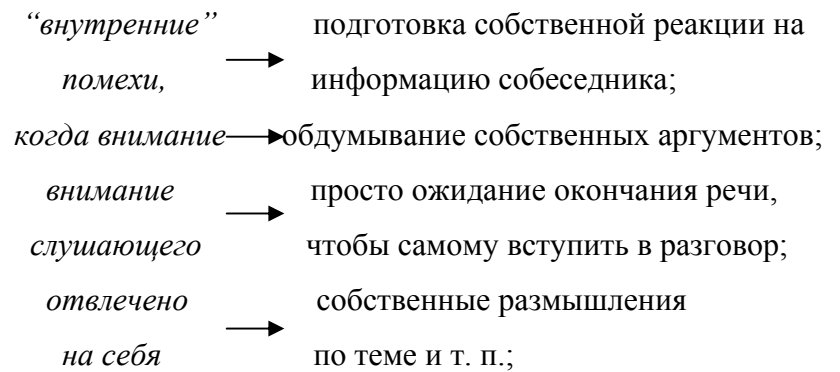 “внутренние” подготовка собственной реакции на
помехи, информацию собеседника;
когда внимание обдумывание собственных аргументов;
внимание просто ожидание окончания речи,
слушающего чтобы самому вступить в разговор;
отвлечено собственные размышления
на себя по теме и т. п.;